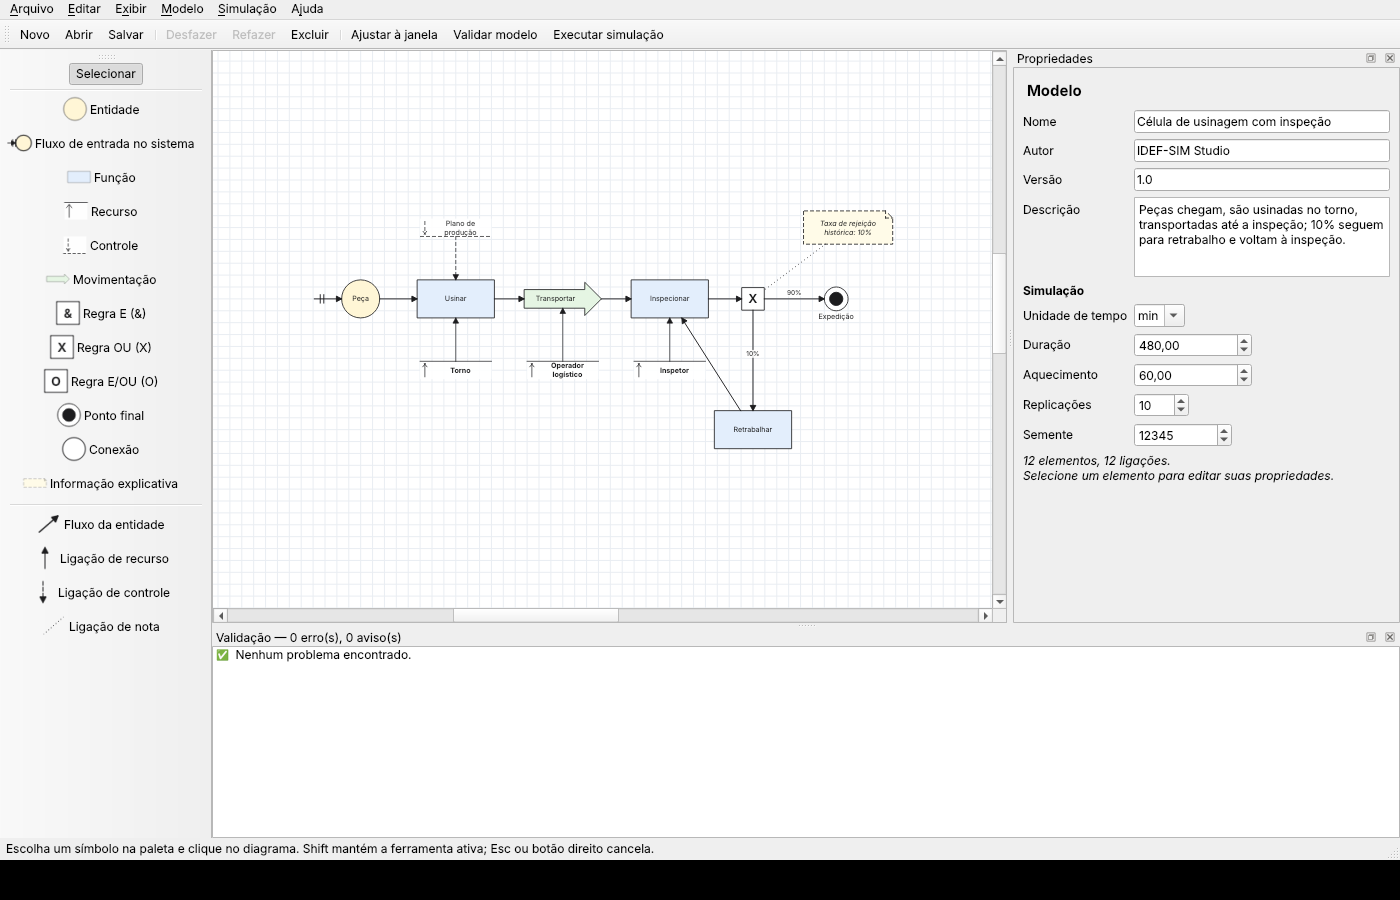 Arquivo Editar Exibir Modelo Simulação Ajuda
Novo Abrir Salvar Desfazer Refazer Excluir Ajustar à janela Validar modelo Executar simulação
Selecionar
Entidade
Fluxo de entrada no sistema
Função
Recurso
Controle
Movimentação
& Regra E (&)
X Regra OU (X)
O Regra E/OU (O)
Ponto final
Conexão
Informação explicativa
Fluxo da entidade
Ligação de recurso
Ligação de controle
Ligação de nota
Plano de
produção
Taxa de rejeição
histórica: 10%
Peça
Usinar
Transportar
Inspecionar
X
90%
Expedição
10%
Torno
Operador
logístico
Inspetor
Retrabalhar
Propriedades
Modelo
Nome Célula de usinagem com inspeção
Autor IDEF-SIM Studio
Versão 1.0
Descrição Peças chegam, são usinadas no torno,
transportadas até a inspeção; 10% seguem
para retrabalho e voltam à inspeção.
Simulação
Unidade de tempo min
Duração 480,00
Aquecimento 60,00
Replicações 10
Semente 12345
12 elementos, 12 ligações.
Selecione um elemento para editar suas propriedades.
Validação — 0 erro(s), 0 aviso(s)
✅ Nenhum problema encontrado.
Escolha um símbolo na paleta e clique no diagrama. Shift mantém a ferramenta ativa; Esc ou botão direito cancela.